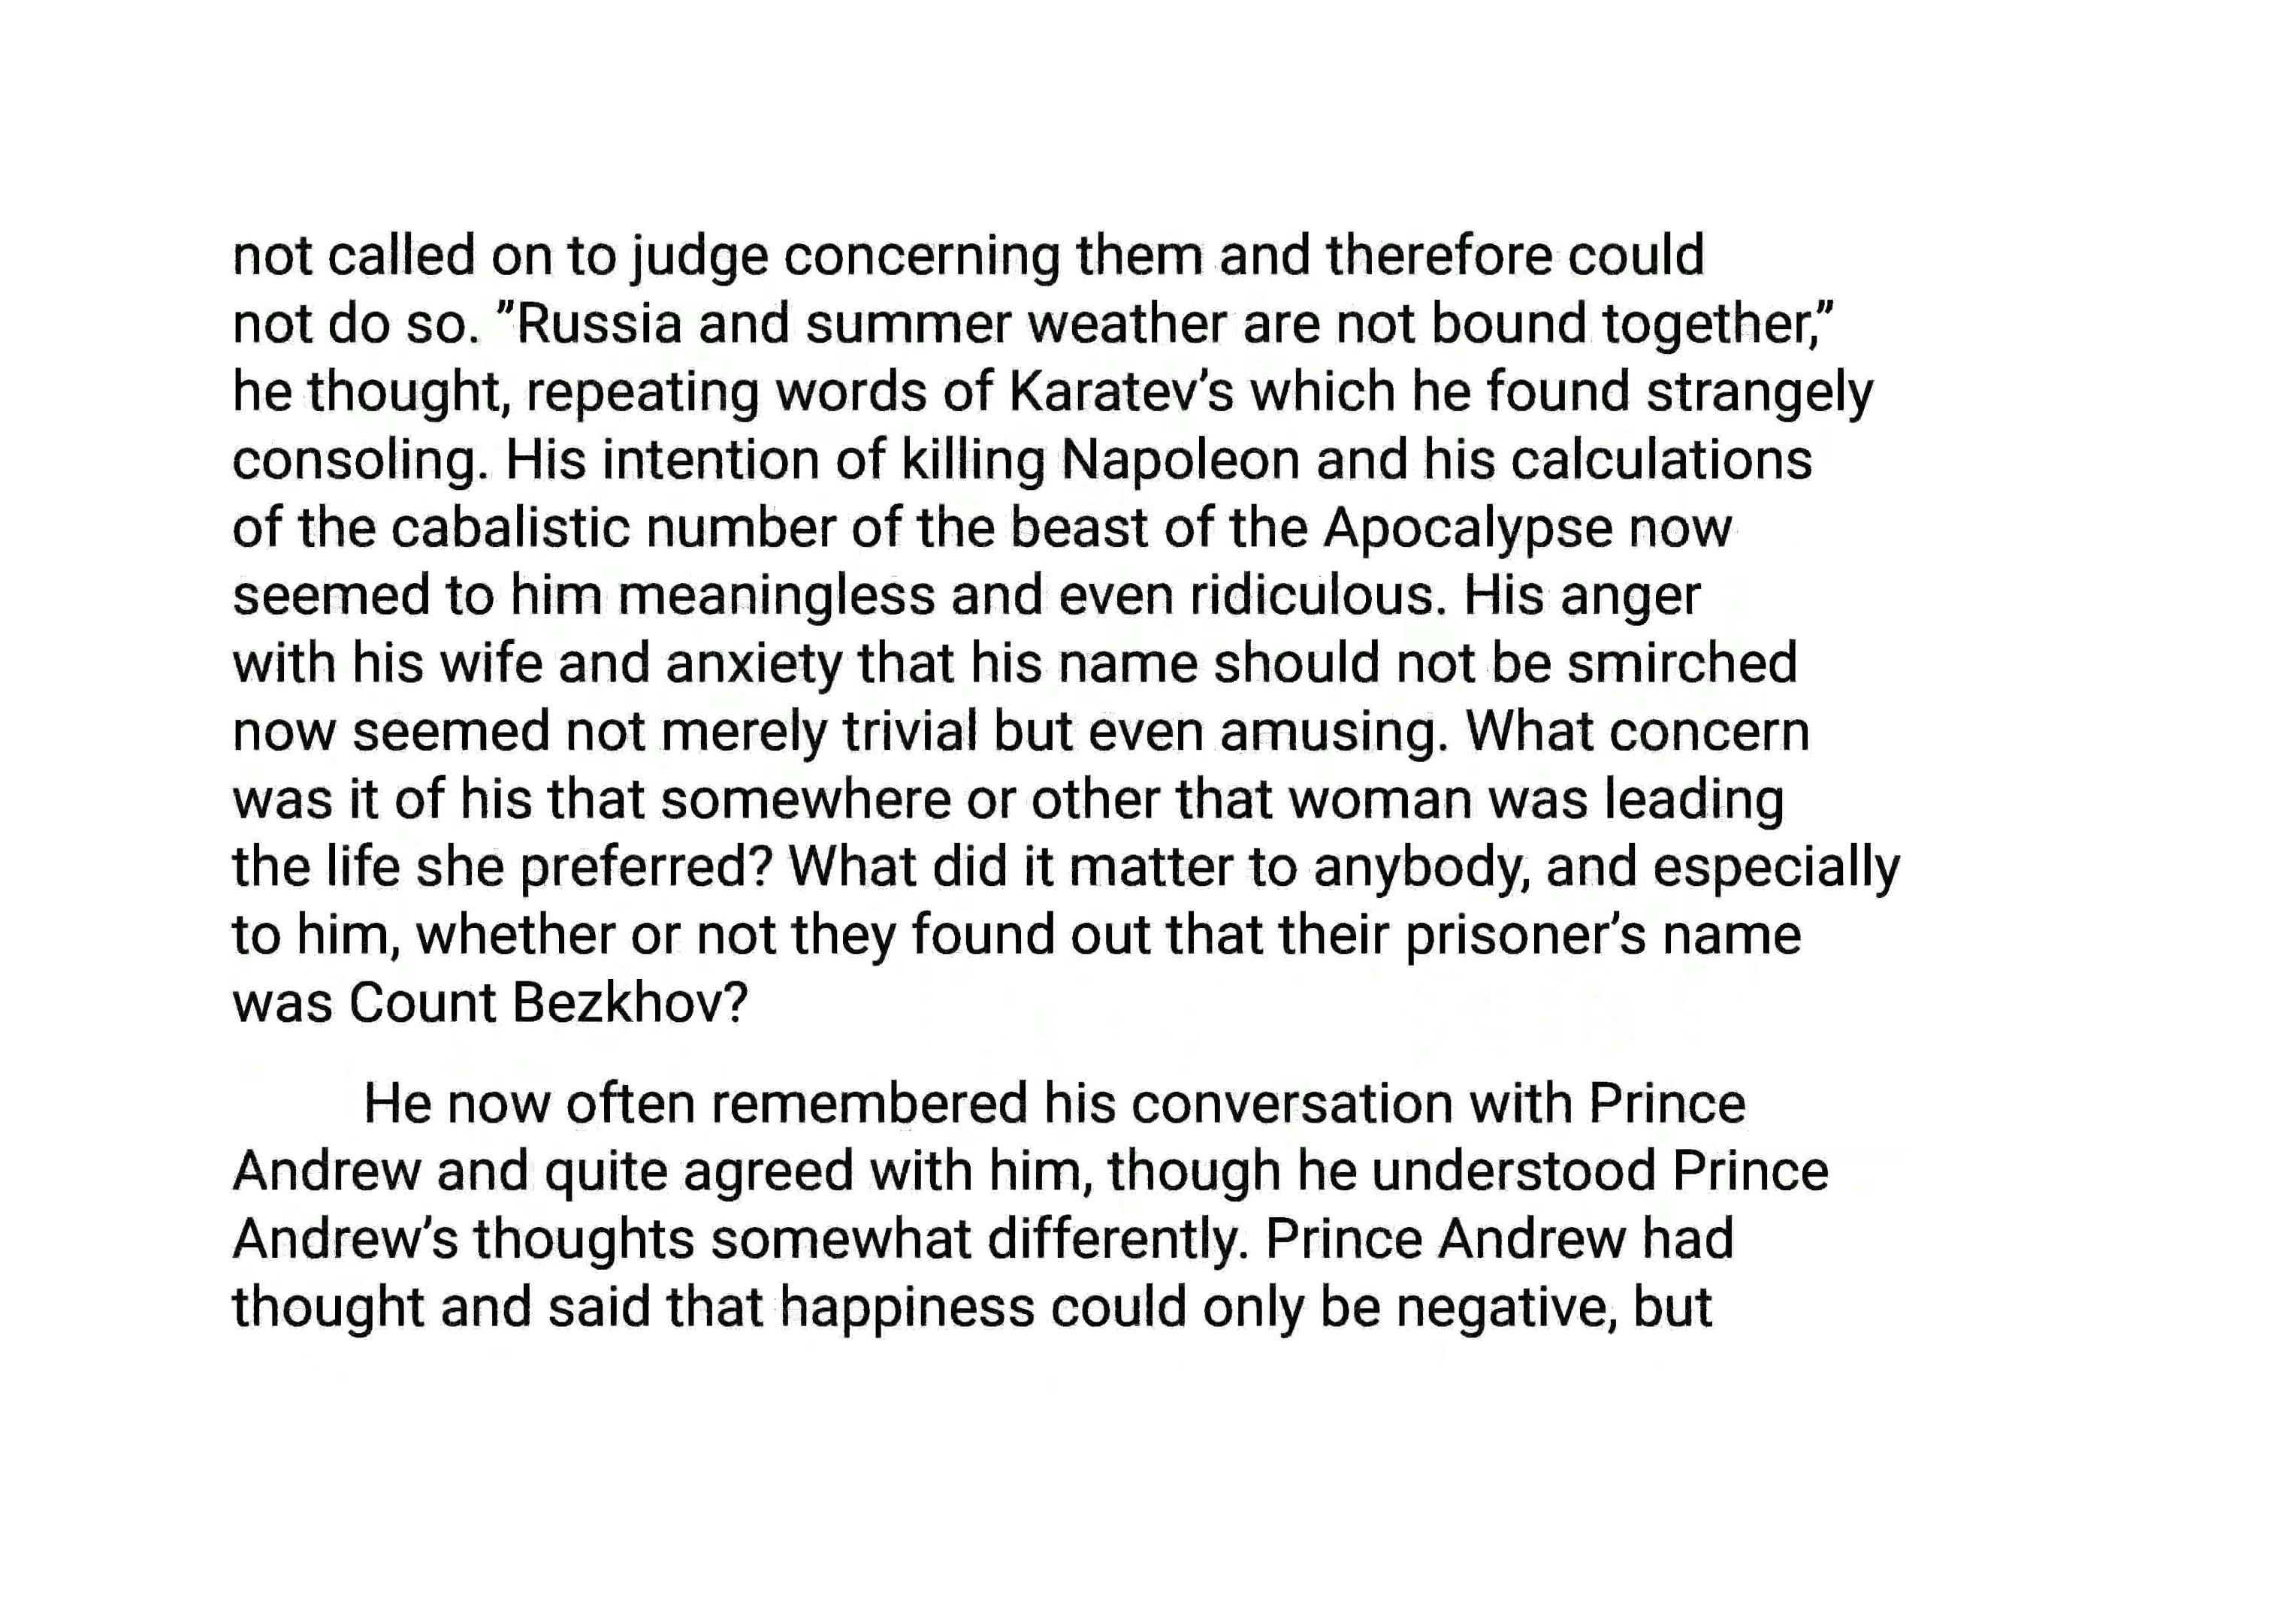 not called on to judge concerning them and therefore could
not do so. ”Russia and summer weather are not bound together,”
he thought, repeating words of Karatev’s which he found strangely
consoling. His intention of killing Napoleon and his calculations
of the cabalistic number of the beast of the Apocalypse now
seemed to him meaningless and even ridiculous. His anger
with his wife and anxiety that his name should not be smirched
now seemed not merely trivial but even amusing. What concern
was it of his that somewhere or other that woman was leading
the life she preferred? What did it matter to anybody, and especially
to him, whether or not they found out that their prisoner’s name
was Count Bezkhov?
He now often remembered his conversation with Prince
Andrew and quite agreed with him, though he understood Prince
Andrew’s thoughts somewhat differently. Prince Andrew had
thought and said that happiness could only be negative, but